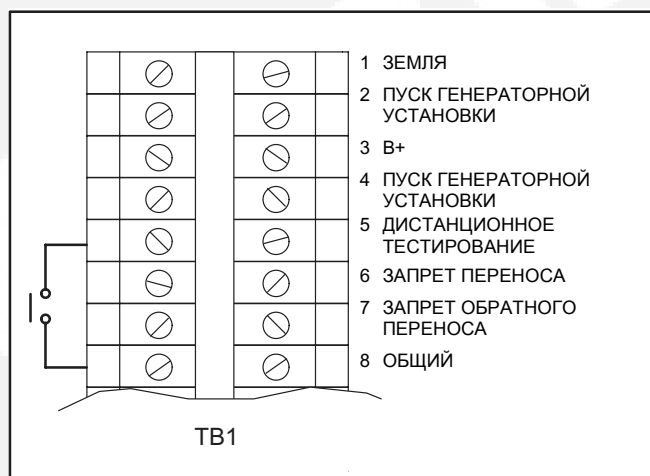 1 ЗЕМЛЯ
2 ПУСК ГЕНЕРАТОРНОЙ
УСТАНОВКИ
3 B+
4 ПУСК ГЕНЕРАТОРНОЙ
УСТАНОВКИ
5 ДИСТАНЦИОННОЕ
ТЕСТИРОВАНИЕ
6 ЗАПРЕТ ПЕРЕНОСА
7 ЗАПРЕТ ОБРАТНОГО
ПЕРЕНОСА
8 ОБЩИЙ
TB1